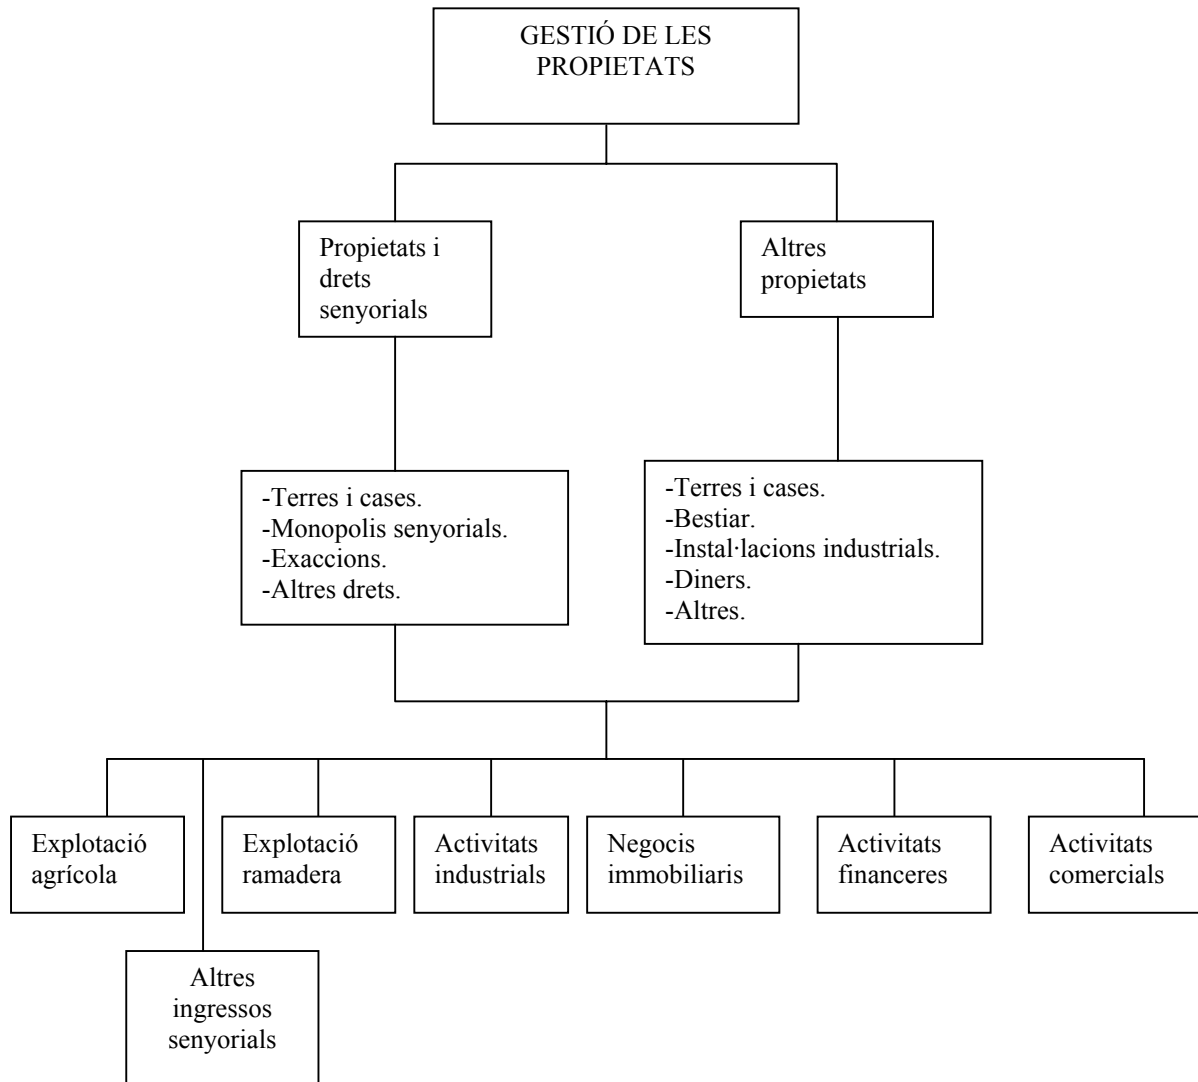 GESTIÓ DE LES
PROPIETATS
Propietats i
drets
senyorials
Altres
propietats
-Terres i cases.
-Monopolis senyorials.
-Exaccions.
-Altres drets.
-Terres i cases.
-Bestiar.
-Instal·lacions industrials.
-Diners.
-Altres.
Explotació
agrícola
Explotació
ramadera
Activitats
industrials
Negocis
immobiliaris
Activitats
financeres
Activitats
comercials
Altres
ingressos
senyorials